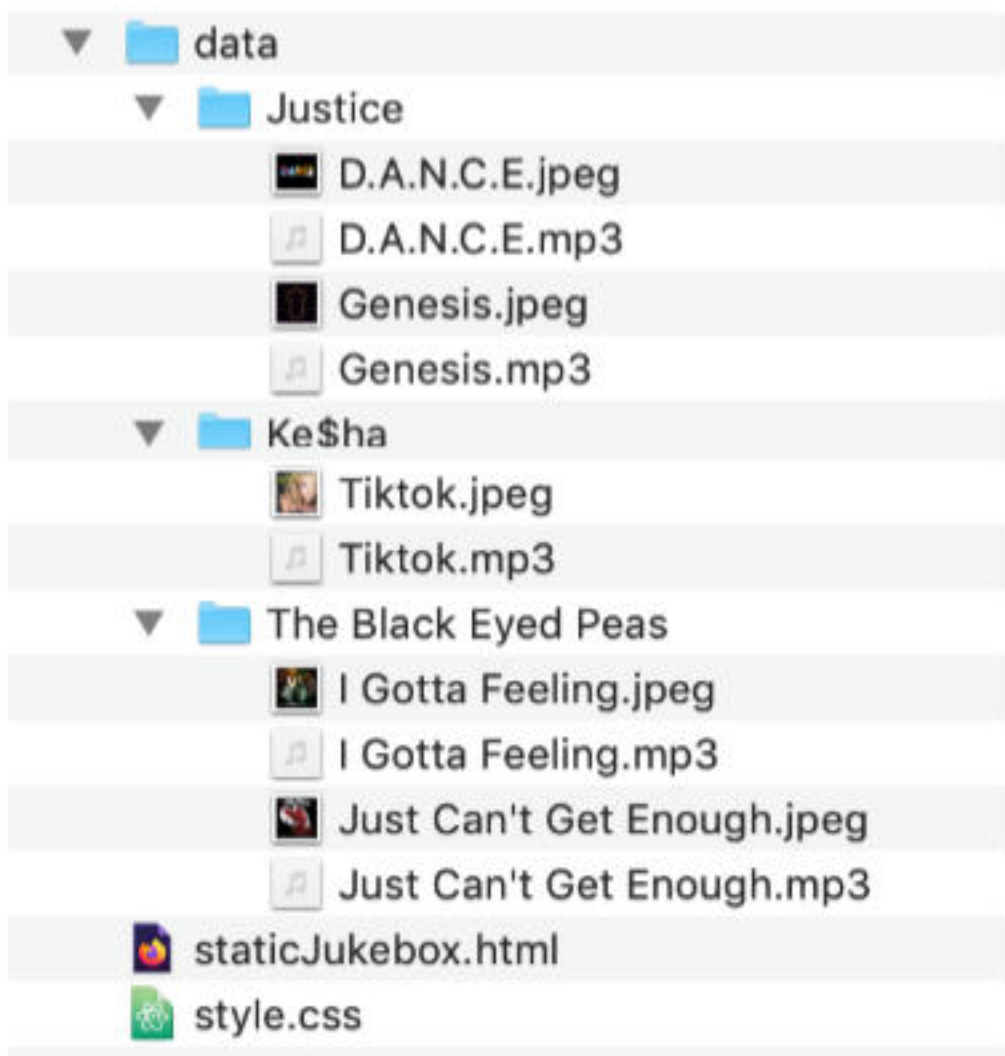 data
Justice
D.A.N.C.E.jpeg
D.A.N.C.E.mp3
Genesis.jpeg
Genesis.mp3
Ke$ha
Tiktok.jpeg
Tiktok.mp3
The Black Eyed Peas
I Gotta Feeling.jpeg
I Gotta Feeling.mp3
Just Can't Get Enough.jpeg
Just Can't Get Enough.mp3
staticJukebox.html
style.css